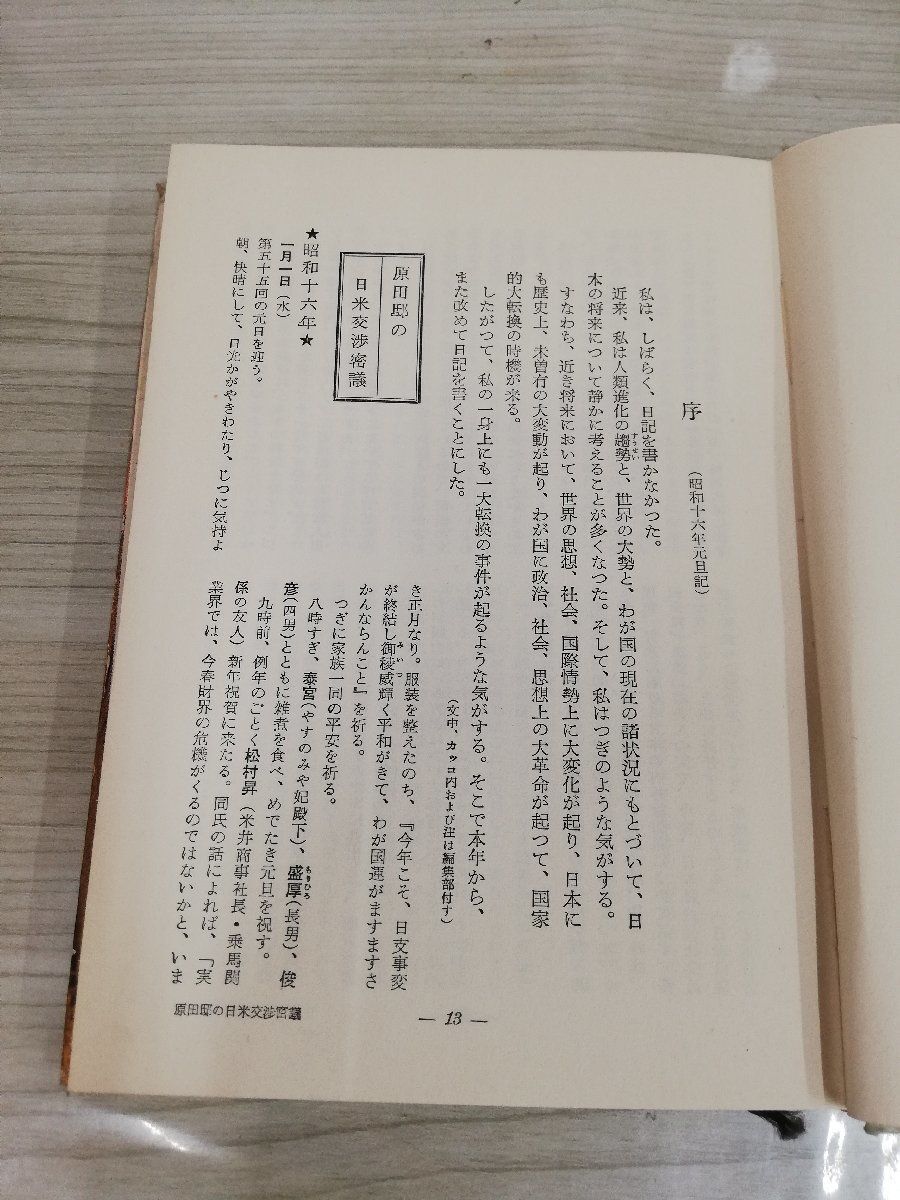 序
(昭和十六年元旦記)
私は、しばらく、日記を書かなかつた。
近来、私は人類進化の趨勢と、世界の大勢と、わが国の現在の諸状況にもとづいて、日
本の将来について静かに考えることが多くなつた。そして、私はつぎのような気がする。
すなわち、近き将来において、世界の思想、社会、国際情勢上に大変化が起り、日本に
も歴史上、未曽有の大変動が起り、わが国に政治、社会、思想上の大革命が起つて、国家
的大転換の時機が来る。
したがつて、私の一身上にも一大転換の事件が起るような気がする。そこで本年から、
また改めて日記を書くことにした。
(文中、カッコ内および注は編集部付す)
原田邸の
日米交渉密議
★昭和十六年★
一月一日(水)
第五十五回の元日を迎う。
朝、快晴にして、日光かがやきわたり、じつに気持よ
き正月なり。服装を整えたのち、『今年こそ、日支事変
が終結し御稜威輝く平和がきて、わが国運がますますさ
かんならんこと』を祈る。
つぎに家族一同の平安を祈る。
八時すぎ、泰宮(やすのみや妃殿下)、盛厚(長男)、俊
彦(四男)とともに雑煮を食べ、めでたき元旦を祝す。
九時前、例年のごとく松村昇(米井商事社長・乗馬関
係の友人)新年祝賀に来たる。同氏の話によれば、「実
業界では、今春財界の危機がくるのではないかと、いま
原田邸の日米交渉密議
— 13 —